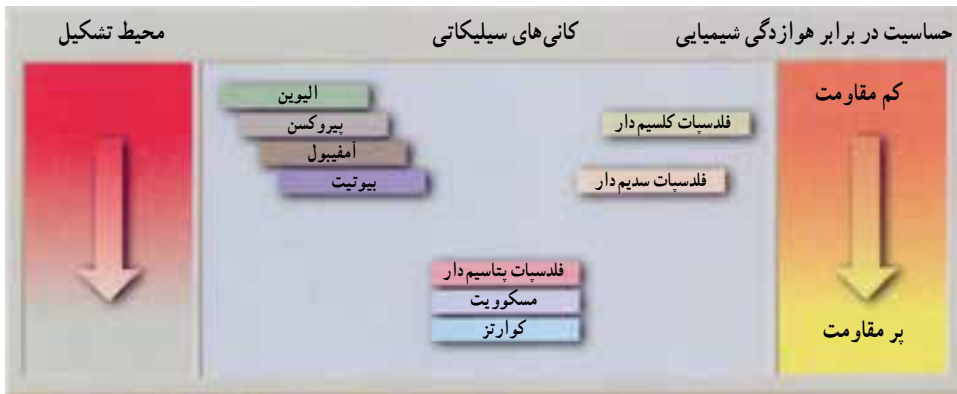 حساسیت در برابر هوازدگی شیمیایی
کانی‌های سیلیکاتی
محیط تشکیل
کم مقاومت
پر مقاومت
فلدسپات کلسیم‌دار
فلدسپات سدیم‌دار
الیوین
پیروکسن
آمفیبول
بیوتیت
فلدسپات پتاسیم‌دار
مسکوویت
کوارتز